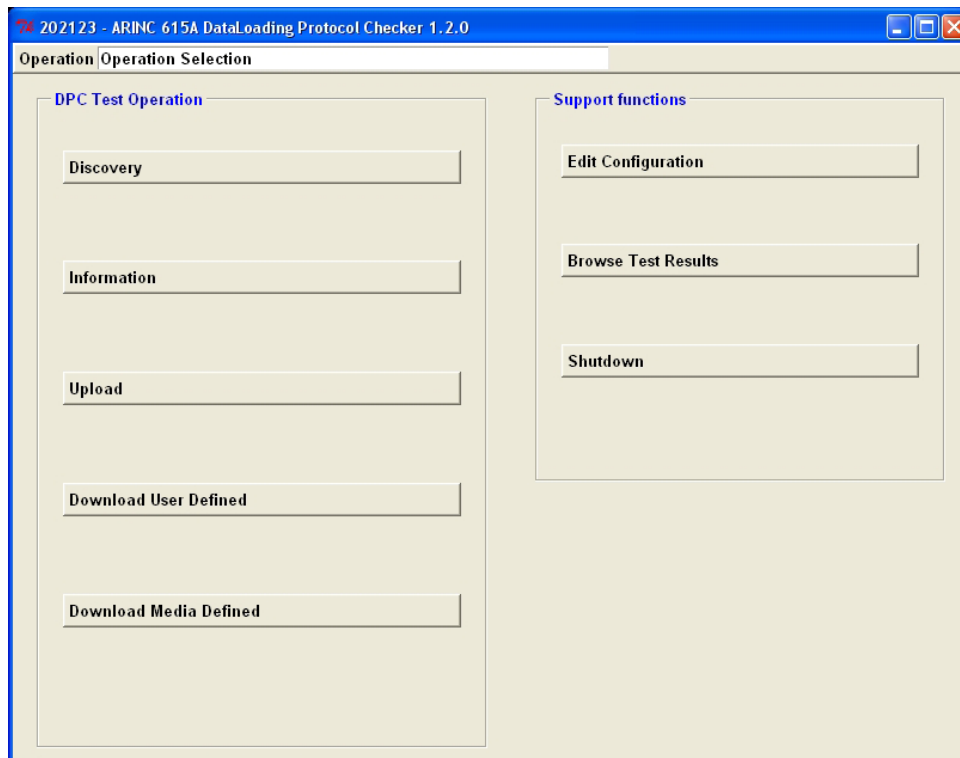 202123 - ARINC 615A DataLoading Protocol Checker 1.2.0
Operation Operation Selection
DPC Test Operation
Discovery
Information
Upload
Download User Defined
Download Media Defined
Support functions
Edit Configuration
Browse Test Results
Shutdown